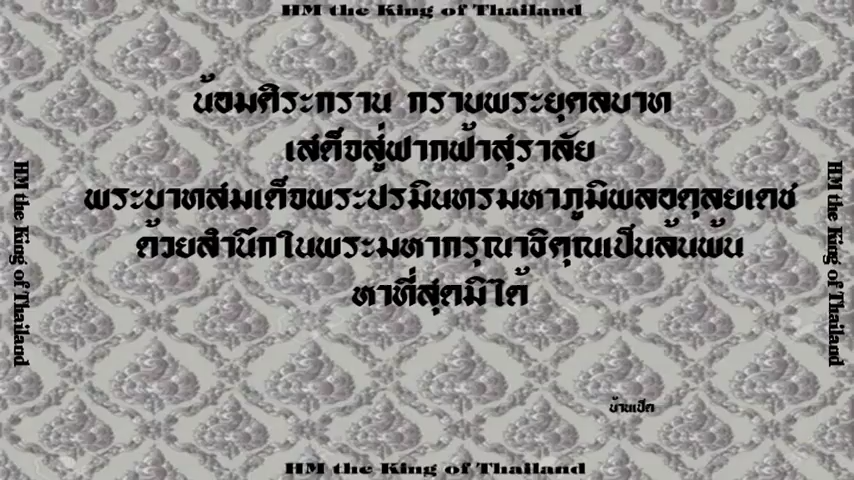 HM the King of Thailand
น้อมศิระกราน กราบพระยุคลบาท
เสด็จสู่ฟากฟ้าสุราลัย
พระบาทสมเด็จพระปรมินทรมหาภูมิพลอดุลยเดช
ด้วยสำนึกในพระมหากรุณาธิคุณเป็นล้นพ้น
หาที่สุดมิได้
HM the King of Thailand
HM the King of Thailand
บ้านเป็ด
HM the King of Thailand